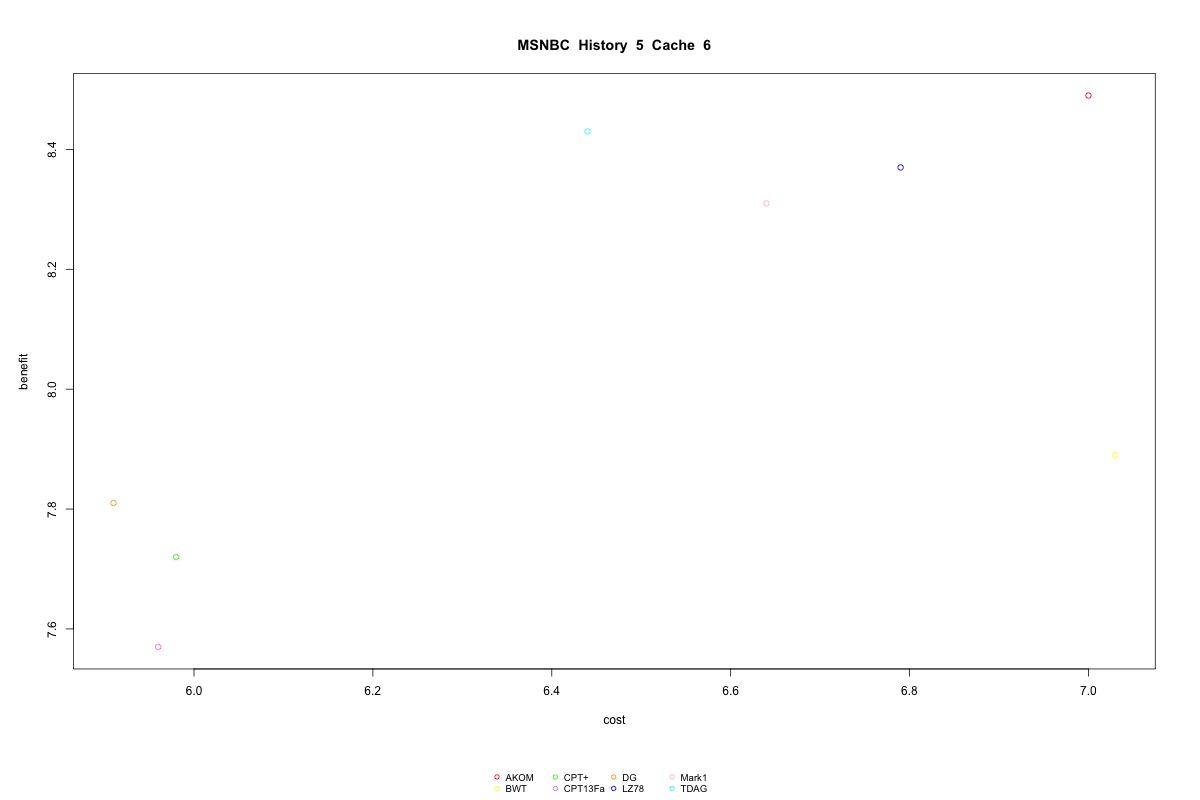 MSNBC History 5 Cache 6
benefit
8.4
8.2
8.0
7.8
7.6
6.0 6.2 6.4 6.6 6.8 7.0
cost
AKOM CPT+ DG Mark1
BWT CPT13Fa LZ78 TDAG